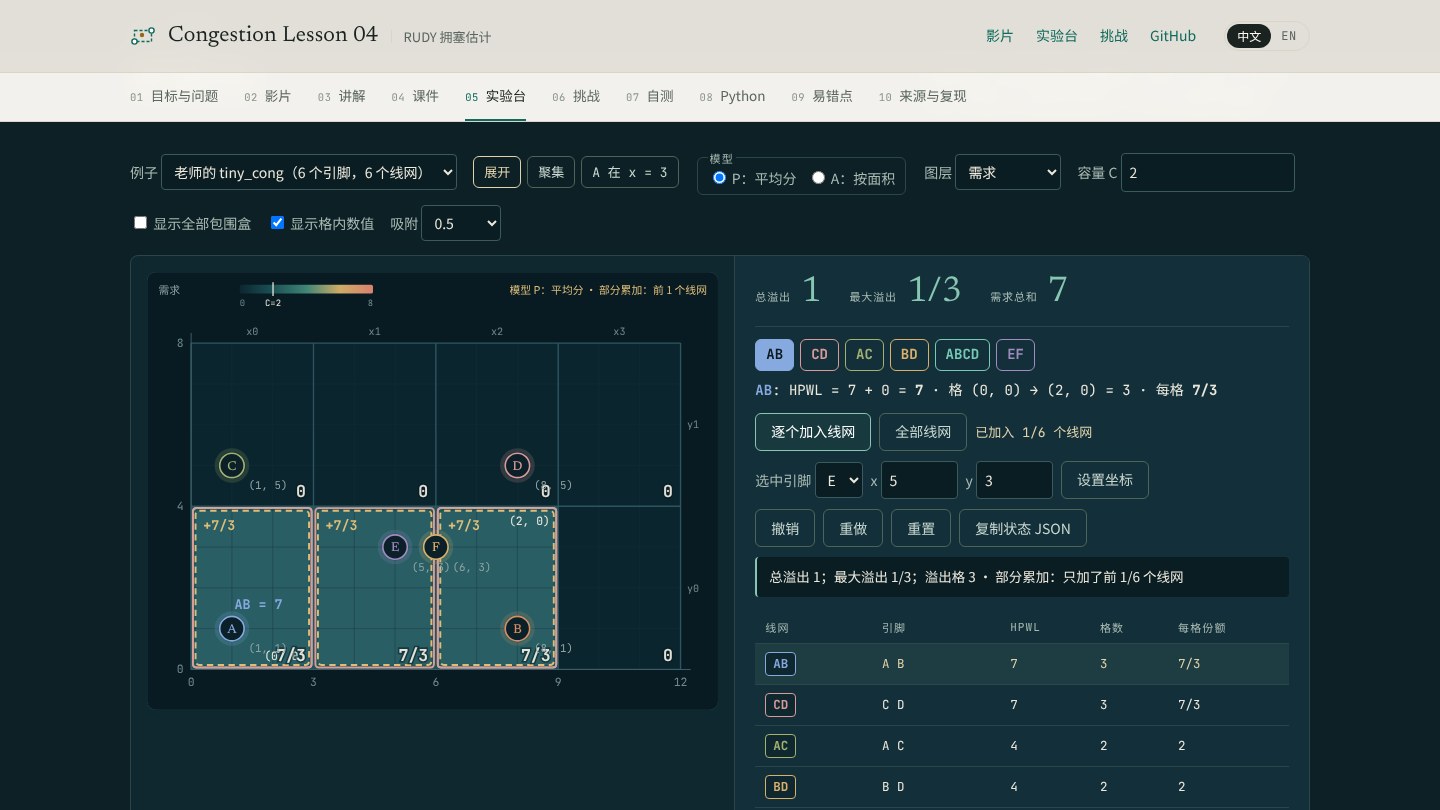 Congestion Lesson 04 RUDY 拥塞估计 影片 实验台 挑战 GitHub 中文 EN
01 目标与问题 02 影片 03 讲解 04 课件 05 实验台 06 挑战 07 自测 08 Python 09 易错点 10 来源与复现
例子 老师的 tiny_cong（6 个引脚，6 个线网） 展开 聚集 A 在 x = 3 模型 P：平均分 A：按面积 图层 需求 容量 C 2
显示全部包围盒 显示格内数值 吸附 0.5
需求 0 C=2 8 模型 P：平均分 · 部分累加：前 1 个线网
x0 x1 x2 x3
8
y1
C D
(1, 5) 0 0 0 5) 0
4
+7/3 +7/3 +7/3 (2, 0)
E F
(5, (6, 3)
y0
AB = 7
A B
7/3 7/3 7/3 1) 0
0
0 3 6 9 12
总溢出 1 最大溢出 1/3 需求总和 7
AB CD AC BD ABCD EF
AB: HPWL = 7 + 0 = 7 · 格 (0, 0) → (2, 0) = 3 · 每格 7/3
逐个加入线网 全部线网 已加入 1/6 个线网
选中引脚 E x 5 y 3 设置坐标
撤销 重做 重置 复制状态 JSON
总溢出 1；最大溢出 1/3；溢出格 3 · 部分累加：只加了前 1/6 个线网
线网 引脚 HPWL 格数 每格份额
AB A B 7 3 7/3
CD C D 7 3 7/3
AC A C 4 2 2
BD B D 4 2 2